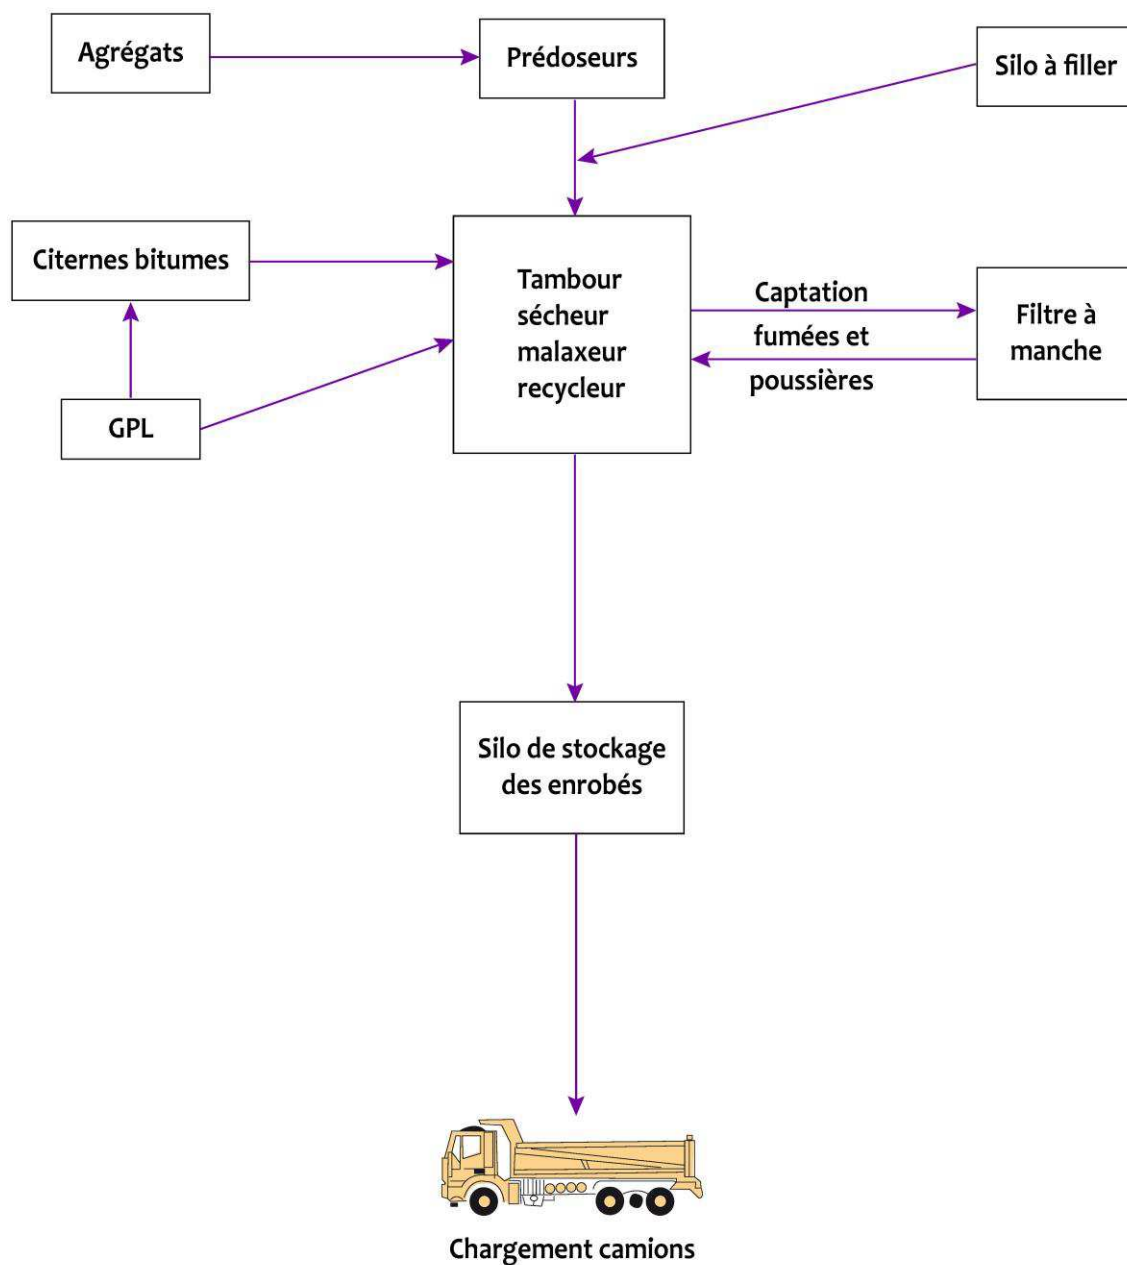 Agrégats
Prédoseurs
Silo à filler
Citernes bitumes
Tambour
sécheur
malaxeur
recycleur
Captation
fumées et
poussières
Filtre à
manche
GPL
Silo de stockage
des enrobés
Chargement camions